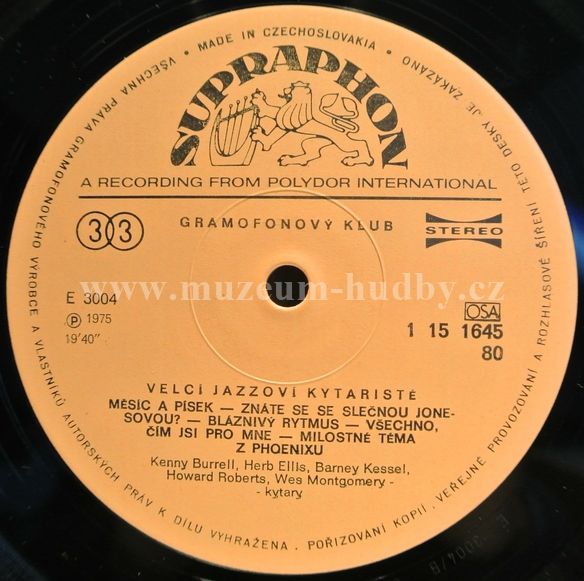 VŠECHNA PRÁVA GRAMOFONOVÉHO VÝROBCE A VLASTNÍKŮ AUTORSKÝCH PRÁV K DÍLU VYHRAŽENA . POŘIZOVÁNÍ KOPIÍ . VEŘEJNÉ PROVOZOVÁNÍ A ROZHLASOVÉ ŠÍŘENÍ TÉTO DESKY JE ZAKÁZÁNO
• MADE IN CZECHOSLOVAKIA •
SUPRAPHON
A RECORDING FROM POLYDOR INTERNATIONAL
33
GRAMOFONOVÝ KLUB
STEREO
www.muzeum-hudby.cz
E 3004
Ⓟ 1975
19'40"
OSA
1 15 1645
80
VELCÍ JAZZOVÍ KYTARISTÉ
MĚSÍC A PÍSEK — ZNÁTE SE SE SLEČNOU JONE-
SOVOU? — BLÁZNIVÝ RYTMUS — VŠECHNO,
ČÍM JSI PRO MNE — MILOSTNÉ TÉMA
Z PHOENIXU
Kenny Burrell, Herb Ellis, Barney Kessel,
Howard Roberts, Wes Montgomery -
- kytary